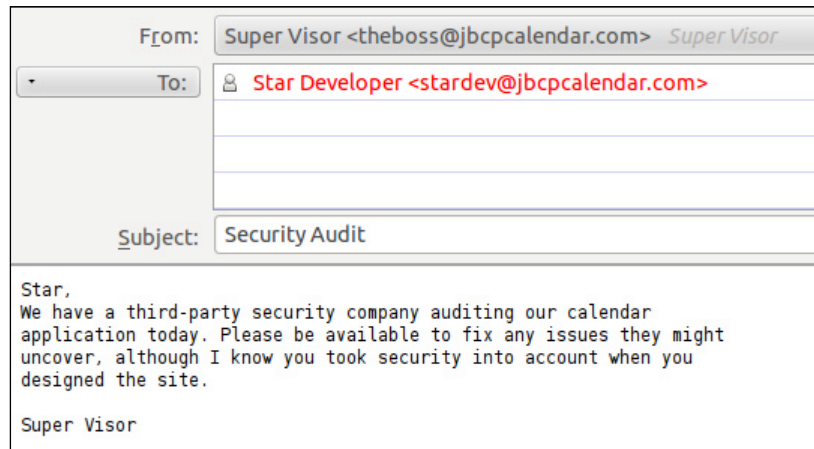 From: Super Visor <theboss@jbcpcalendar.com> Super Visor
To: Star Developer <stardev@jbcpcalendar.com>
Subject: Security Audit
Star,
We have a third-party security company auditing our calendar
application today. Please be available to fix any issues they might
uncover, although I know you took security into account when you
designed the site.
Super Visor